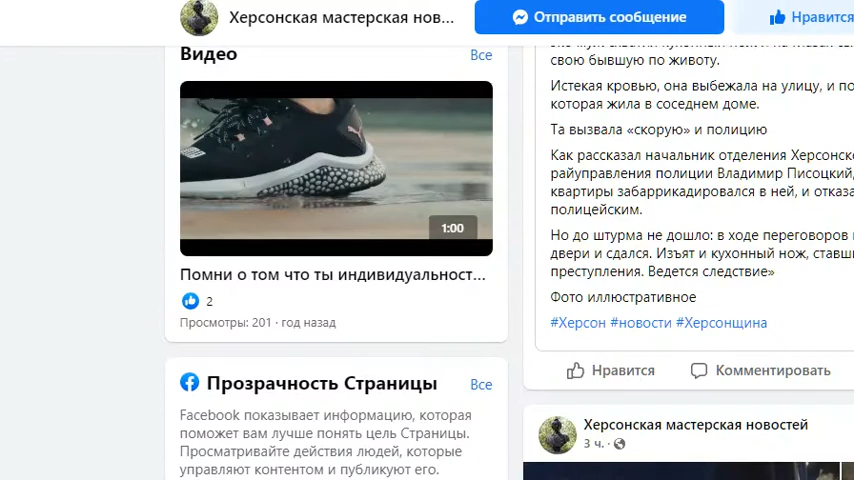 Херсонская мастерская нов...
Отправить сообщение
Нравится
Видео
Все
1:00
Помни о том что ты индивидуальност...
2
Просмотры: 201 · год назад
Прозрачность Страницы
Все
Facebook показывает информацию, которая
поможет вам лучше понять цель Страницы.
Просматривайте действия людей, которые
управляют контентом и публикуют его.
свою бывшую по животу.
Истекая кровью, она выбежала на улицу, и
которая жила в соседнем доме.
Та вызвала «скорую» и полицию
Как рассказал начальник отделения Херсонско
райуправления полиции Владимир Писоцкий,
квартиры забаррикадировался в ней, и отказа
полицейским.
Но до штурма не дошло: в ходе переговоров
двери и сдался. Изъят и кухонный нож, ставш
преступления. Ведется следствие»
Фото иллюстративное
#Херсон #новости #Херсонщина
Нравится
Комментировать
Херсонская мастерская новостей
3 ч. ·